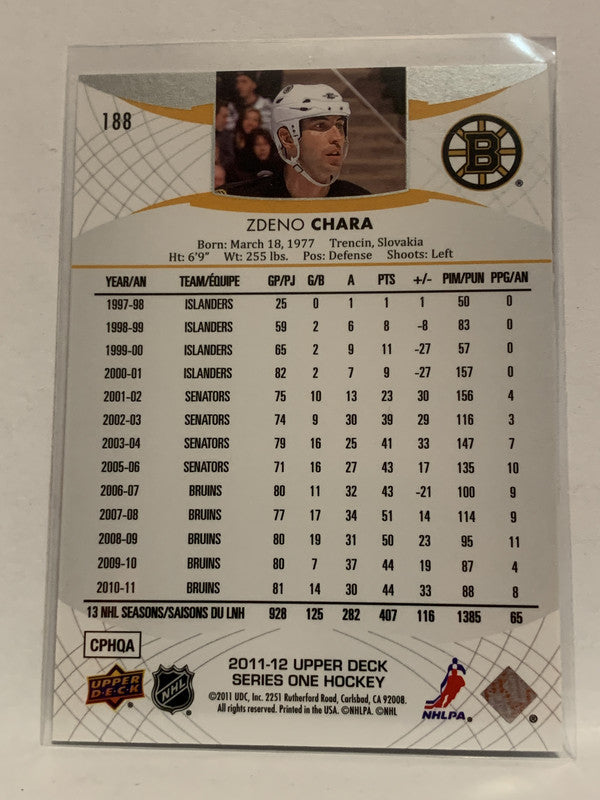 188
B
ZDENO CHARA
Born: March 18, 1977 Trencin, Slovakia
Ht: 6'9" Wt: 255 lbs. Pos: Defense Shoots: Left
YEAR/AN TEAM/ÉQUIPE GP/PJ G/B A PTS +/- PIM/PUN PPG/AN
1997-98 ISLANDERS 25 0 1 1 1 50 0
1998-99 ISLANDERS 59 2 6 8 -8 83 0
1999-00 ISLANDERS 65 2 9 11 -27 57 0
2000-01 ISLANDERS 82 2 7 9 -27 157 0
2001-02 SENATORS 75 10 13 23 30 156 4
2002-03 SENATORS 74 9 30 39 29 116 3
2003-04 SENATORS 79 16 25 41 33 147 7
2005-06 SENATORS 71 16 27 43 17 135 10
2006-07 BRUINS 80 11 32 43 -21 100 9
2007-08 BRUINS 77 17 34 51 14 114 9
2008-09 BRUINS 80 19 31 50 23 95 11
2009-10 BRUINS 80 7 37 44 19 87 4
2010-11 BRUINS 81 14 30 44 33 88 8
13 NHL SEASONS/SAISONS DU LNH 928 125 282 407 116 1385 65
CPHQA
2011-12 UPPER DECK
SERIES ONE HOCKEY
©2011 UDC, Inc. 2251 Rutherford Road, Carlsbad, CA 92008.
All rights reserved. Printed in the USA. ©NHLPA. ©NHL
UPPER DECK
NHL
NHLPA